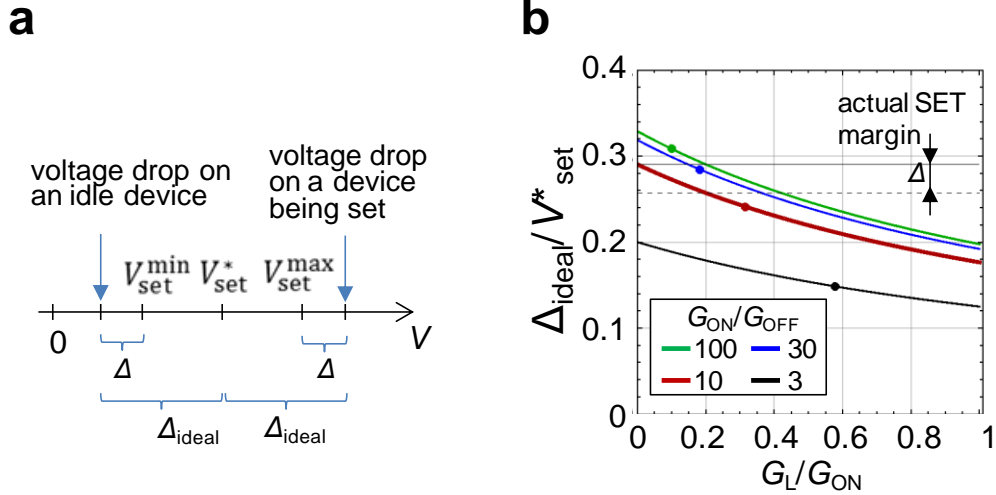 a
voltage drop on
an idle device
voltage drop
on a device
being set
V_set^min V_set^* V_set^max
0
V
Δ
Δ
Δ_ideal
Δ_ideal
b
Δ_ideal/V*_set
0.4
0.3
0.2
0.1
0
actual SET
margin
Δ
G_ON/G_OFF
100
30
10
3
0
0.2
0.4
0.6
0.8
1
G_L/G_ON